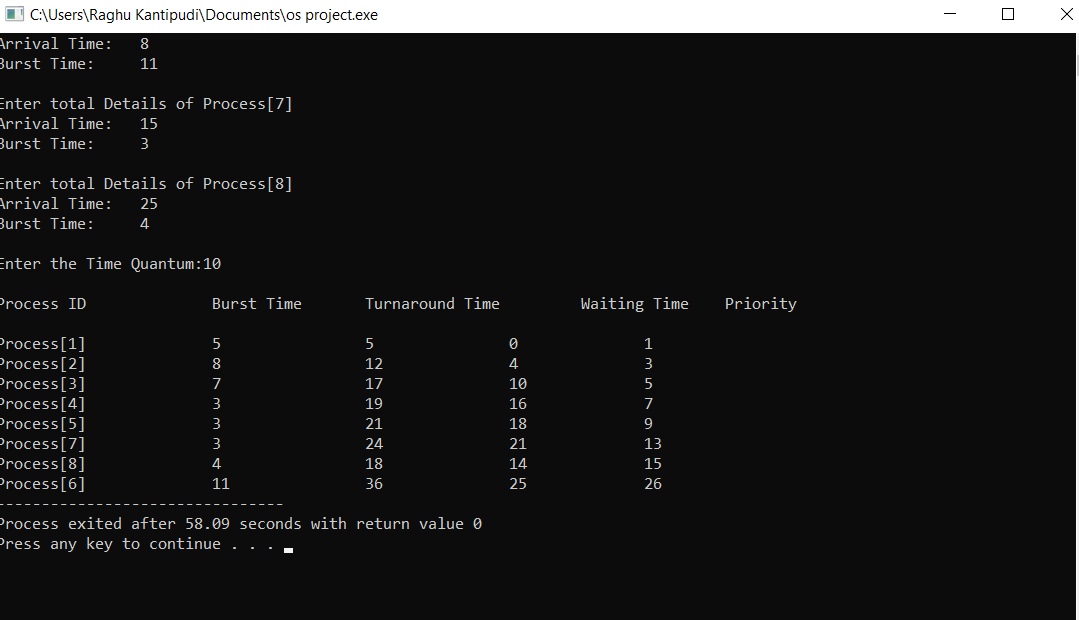 C:\Users\Raghu Kantipudi\Documents\os project.exe
Arrival Time:   8
Burst Time:     11
Enter total Details of Process[7]
Arrival Time:   15
Burst Time:     3
Enter total Details of Process[8]
Arrival Time:   25
Burst Time:     4
Enter the Time Quantum:10
Process ID              Burst Time       Turnaround Time         Waiting Time    Priority
Process[1]              5                5               0              1
Process[2]              8                12              4              3
Process[3]              7                17              10             5
Process[4]              3                19              16             7
Process[5]              3                21              18             9
Process[7]              3                24              21             13
Process[8]              4                18              14             15
Process[6]              11               36              25             26
--------------------------------
Process exited after 58.09 seconds with return value 0
Press any key to continue . . .